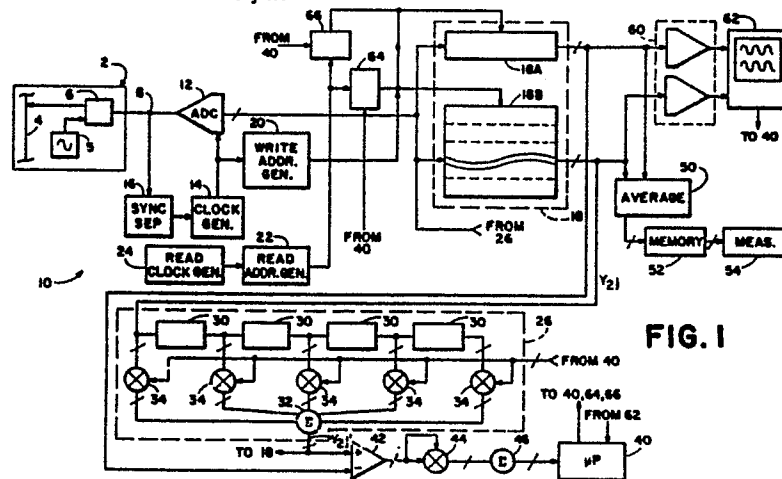 66
62
FROM
40
64
60
2
16A
6
8
12
ADC
16B
4
5
20
WRITE
ADDR.
GEN.
TO 40
16
SYNC
SEP
14
CLOCK
GEN.
18
AVERAGE
50
FROM
40
FROM
26
24
READ
CLOCK GEN.
22
READ
ADDR. GEN.
MEMORY
52
MEAS.
54
10
Y2j
30
30
30
30
26
FIG. 1
FROM 40
34
34
34
34
34
32
Σ
TO 40,64,66
FROM 62
TO 18
Y2j'
+
-
42
44
46
Σ
μP
40